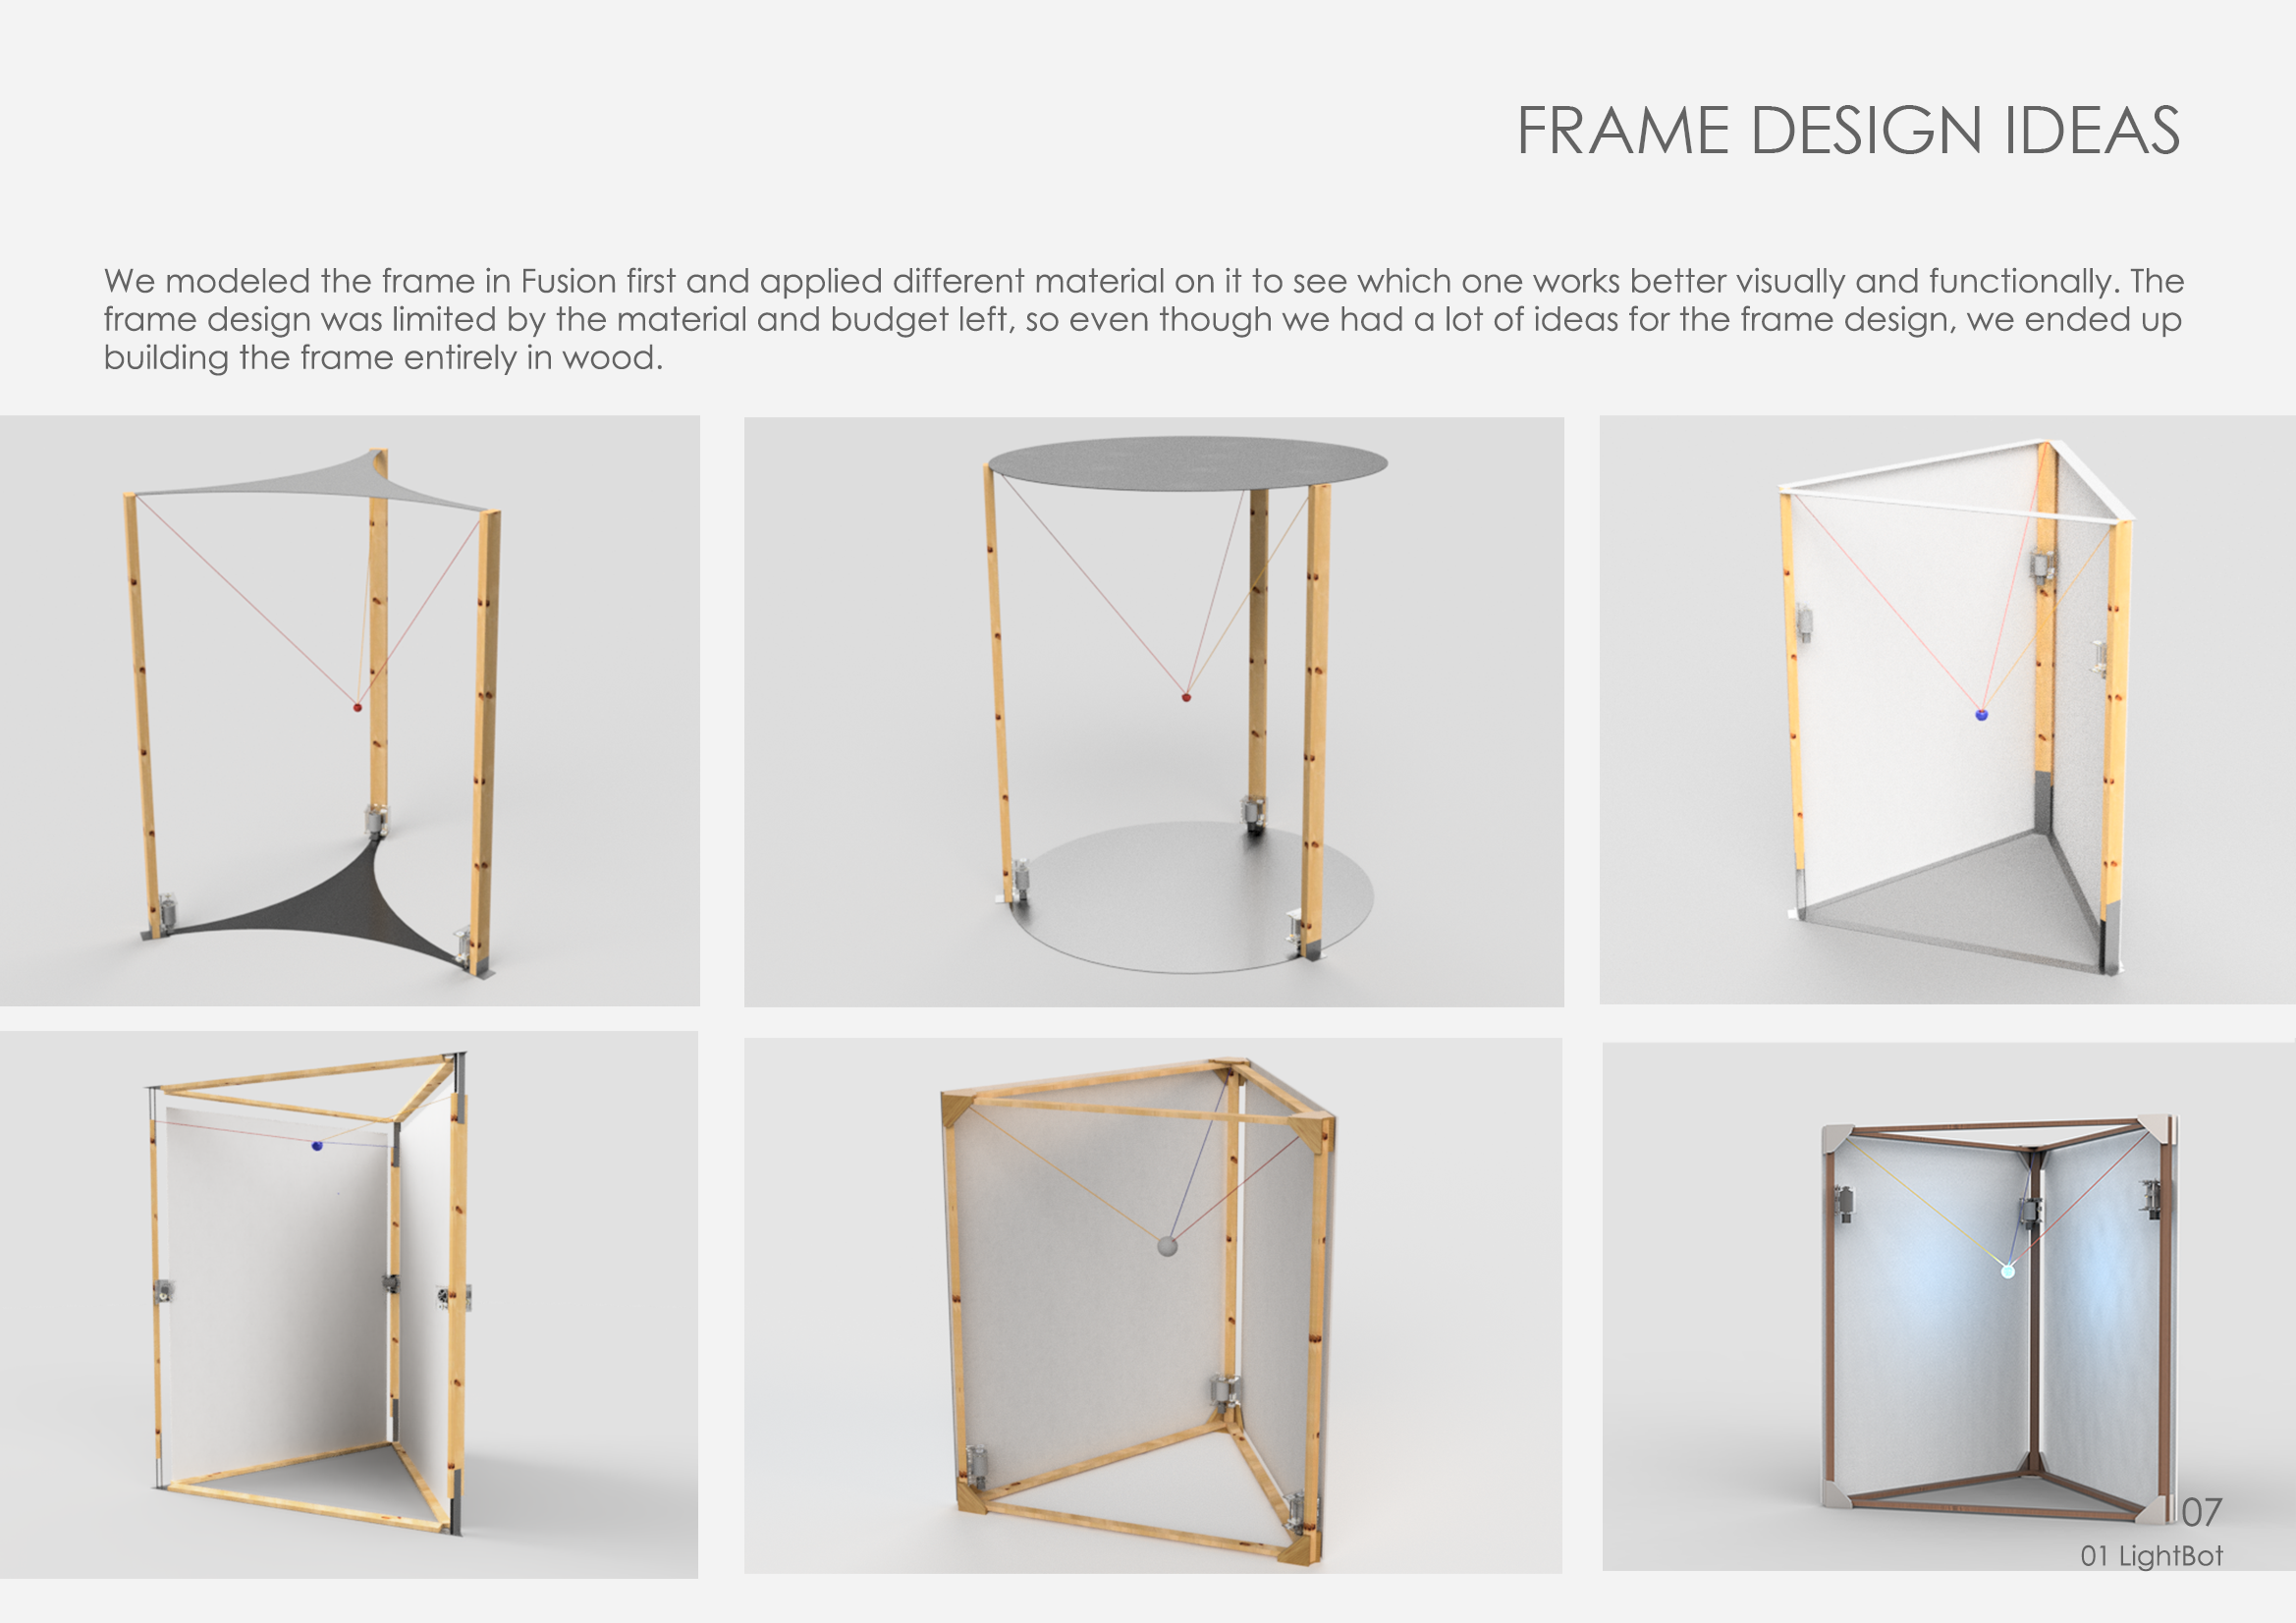 FRAME DESIGN IDEAS
We modeled the frame in Fusion first and applied different material on it to see which one works better visually and functionally. The
frame design was limited by the material and budget left, so even though we had a lot of ideas for the frame design, we ended up
building the frame entirely in wood.
07
01 LightBot